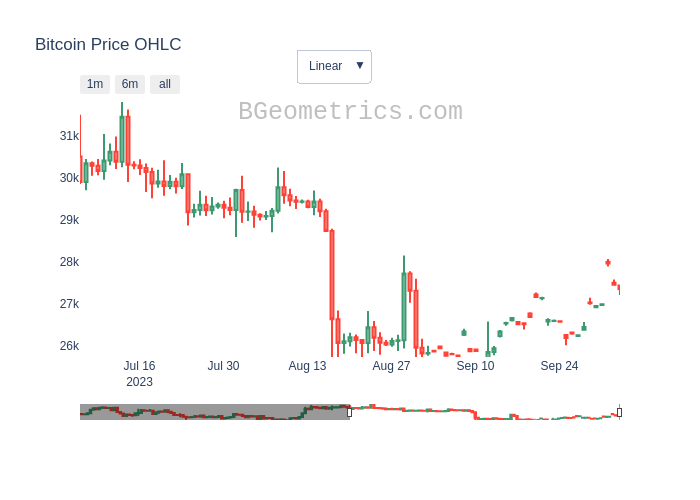 Bitcoin Price OHLC
Linear ▼
1m 6m all
BGeometrics.com
31k
30k
29k
28k
27k
26k
Jul 16 Jul 30 Aug 13 Aug 27 Sep 10 Sep 24
2023